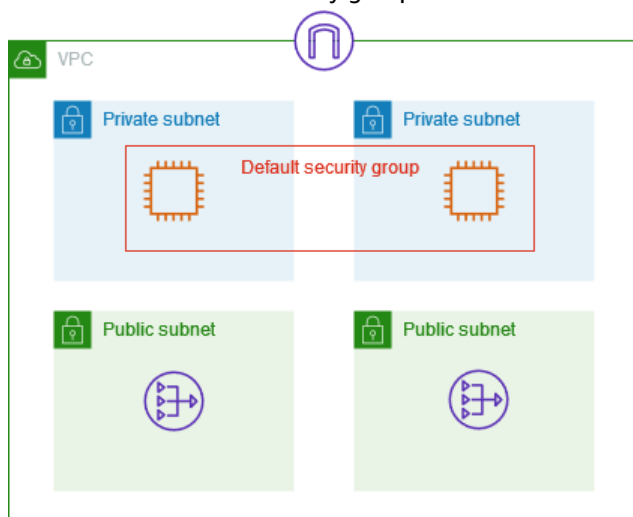 VPC
Private subnet
Private subnet
Default security group
Public subnet
Public subnet